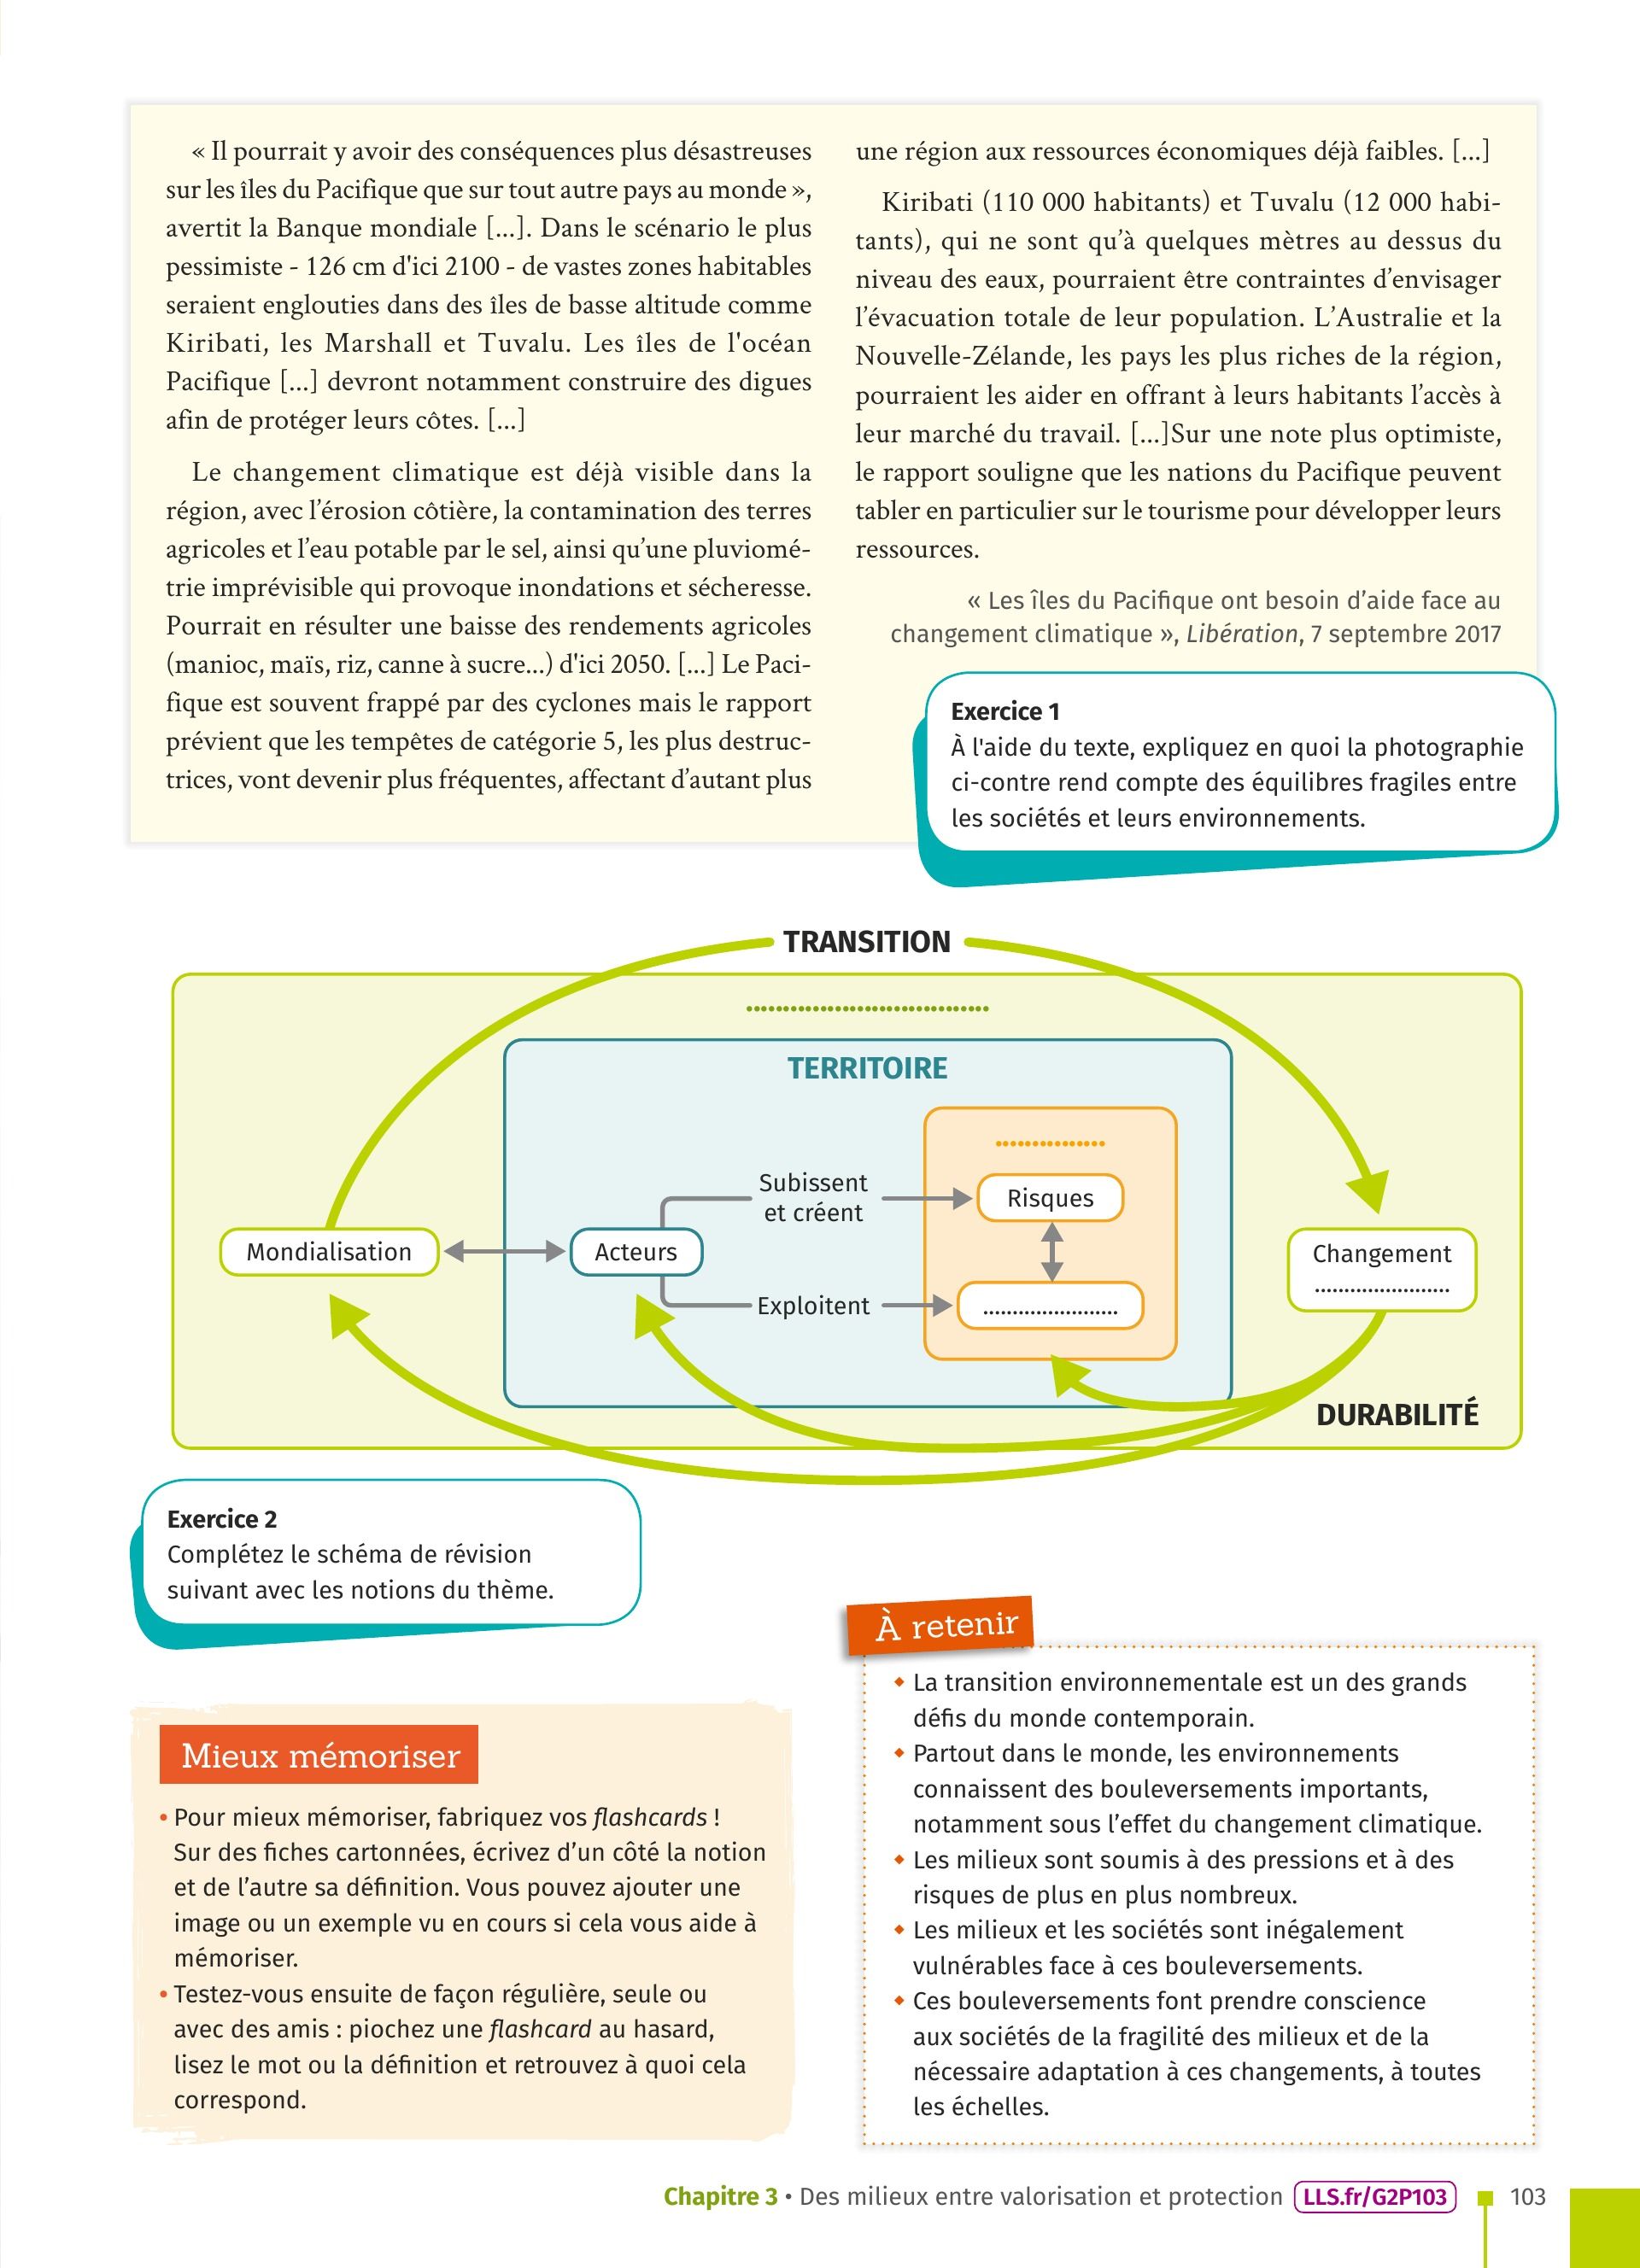 « Il pourrait y avoir des conséquences plus désastreuses
sur les îles du Pacifique que sur tout autre pays au monde »,
avertit la Banque mondiale [...]. Dans le scénario le plus
pessimiste - 126 cm d'ici 2100 - de vastes zones habitables
seraient englouties dans des îles de basse altitude comme
Kiribati, les Marshall et Tuvalu. Les îles de l'océan
Pacifique [...] devront notamment construire des digues
afin de protéger leurs côtes. [...]
Le changement climatique est déjà visible dans la
région, avec l’érosion côtière, la contamination des terres
agricoles et l’eau potable par le sel, ainsi qu’une pluviomé-
trie imprévisible qui provoque inondations et sécheresse.
Pourrait en résulter une baisse des rendements agricoles
(manioc, maïs, riz, canne à sucre...) d'ici 2050. [...] Le Paci-
fique est souvent frappé par des cyclones mais le rapport
prévient que les tempêtes de catégorie 5, les plus destruc-
trices, vont devenir plus fréquentes, affectant d’autant plus
une région aux ressources économiques déjà faibles. [...]
Kiribati (110 000 habitants) et Tuvalu (12 000 habi-
tants), qui ne sont qu’à quelques mètres au dessus du
niveau des eaux, pourraient être contraintes d’envisager
l’évacuation totale de leur population. L’Australie et la
Nouvelle-Zélande, les pays les plus riches de la région,
pourraient les aider en offrant à leurs habitants l’accès à
leur marché du travail. [...]Sur une note plus optimiste,
le rapport souligne que les nations du Pacifique peuvent
tabler en particulier sur le tourisme pour développer leurs
ressources.
« Les îles du Pacifique ont besoin d’aide face au
changement climatique », Libération, 7 septembre 2017
Exercice 1
À l'aide du texte, expliquez en quoi la photographie
ci-contre rend compte des équilibres fragiles entre
les sociétés et leurs environnements.
TRANSITION
.................................
TERRITOIRE
...............
Subissent
et créent
Risques
Mondialisation
Acteurs
Changement
.......................
Exploitent
.......................
DURABILITÉ
Exercice 2
Complétez le schéma de révision
suivant avec les notions du thème.
Mieux mémoriser
• Pour mieux mémoriser, fabriquez vos flashcards !
Sur des fiches cartonnées, écrivez d’un côté la notion
et de l’autre sa définition. Vous pouvez ajouter une
image ou un exemple vu en cours si cela vous aide à
mémoriser.
• Testez-vous ensuite de façon régulière, seule ou
avec des amis : piochez une flashcard au hasard,
lisez le mot ou la définition et retrouvez à quoi cela
correspond.
À retenir
◆ La transition environnementale est un des grands
défis du monde contemporain.
◆ Partout dans le monde, les environnements
connaissent des bouleversements importants,
notamment sous l’effet du changement climatique.
◆ Les milieux sont soumis à des pressions et à des
risques de plus en plus nombreux.
◆ Les milieux et les sociétés sont inégalement
vulnérables face à ces bouleversements.
◆ Ces bouleversements font prendre conscience
aux sociétés de la fragilité des milieux et de la
nécessaire adaptation à ces changements, à toutes
les échelles.
Chapitre 3 • Des milieux entre valorisation et protection LLS.fr/G2P103 103